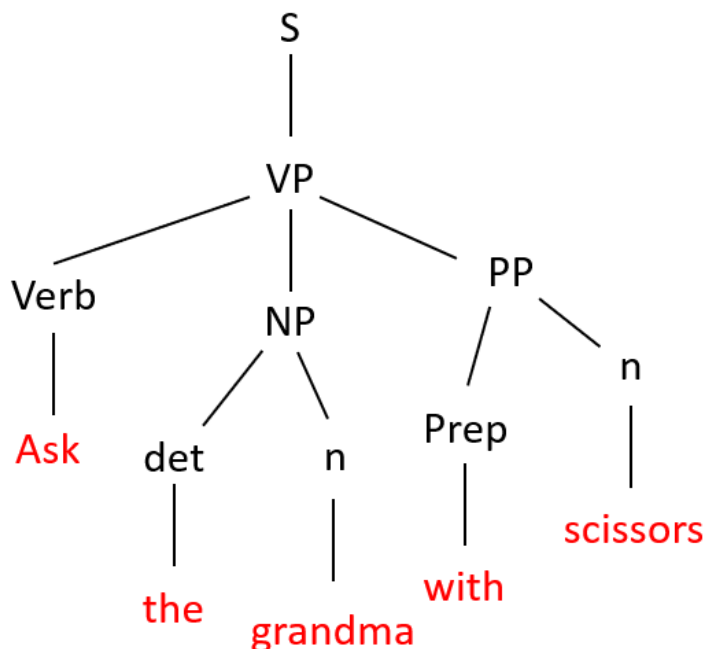 S
VP
Verb
NP
PP
Ask
det
n
Prep
n
the
grandma
with
scissors